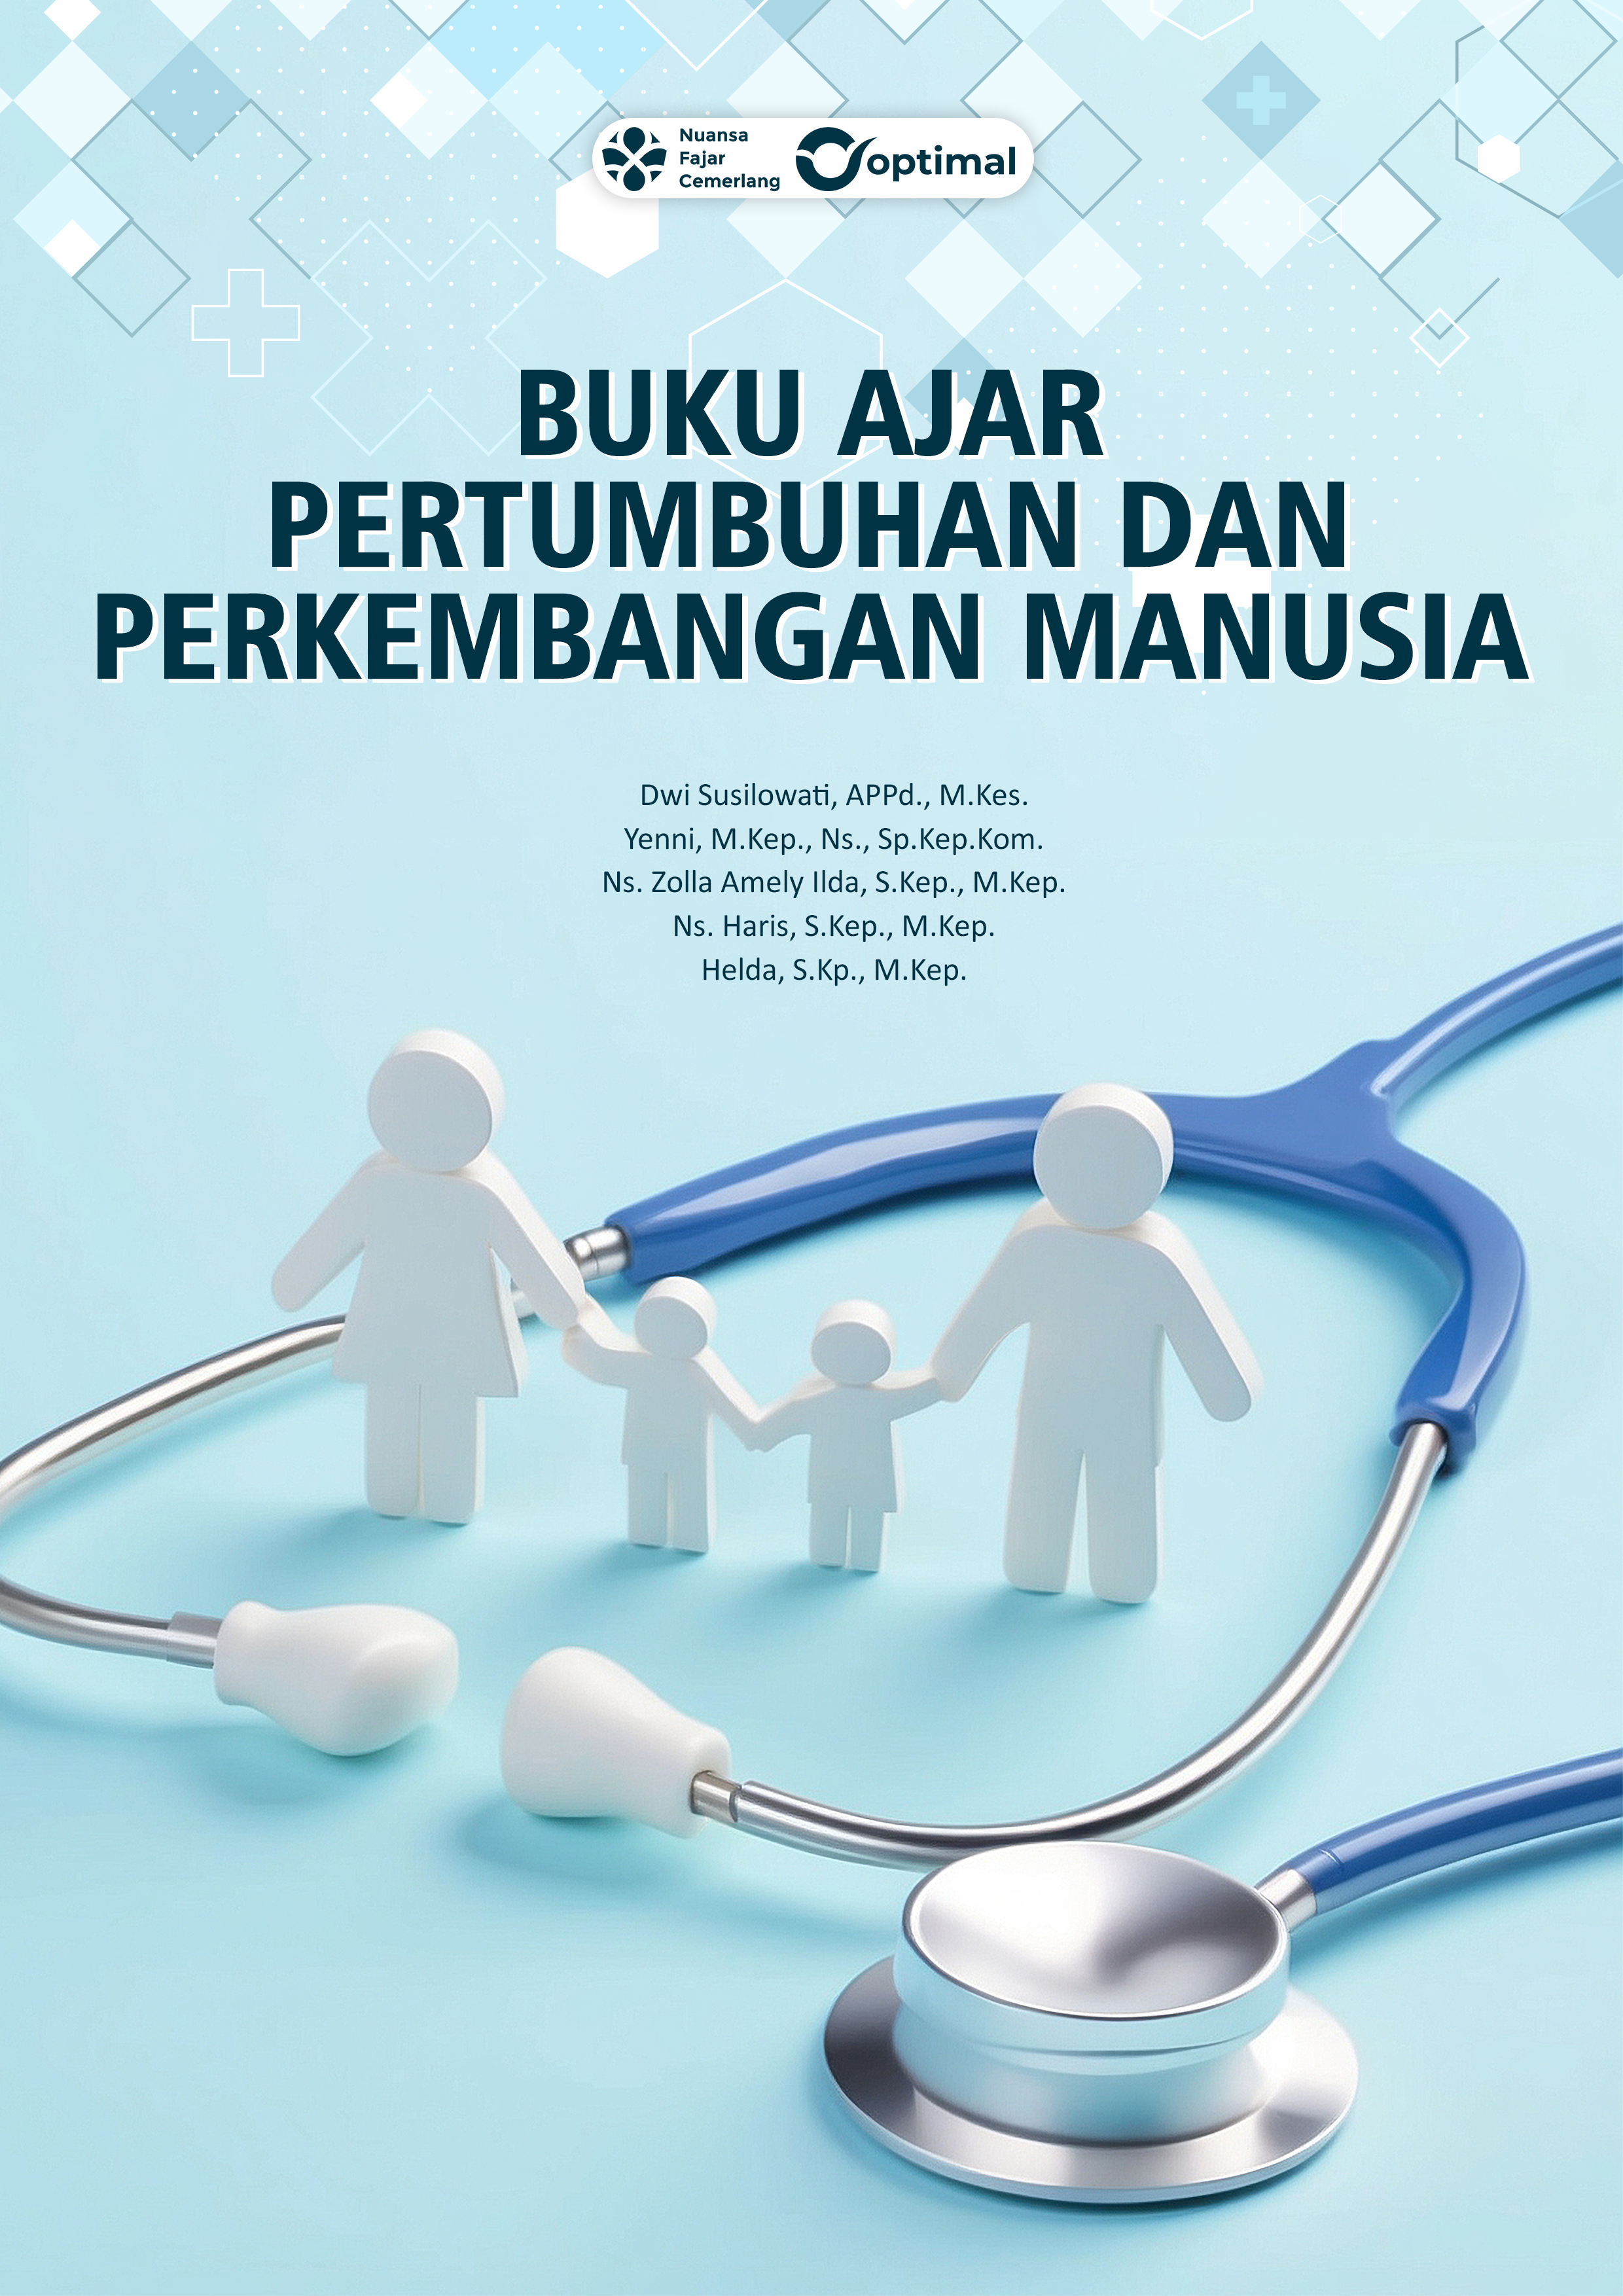 Nuansa
Fajar
Cemerlang
optimal
BUKU AJAR
PERTUMBUHAN DAN
PERKEMBANGAN MANUSIA
Dwi Susilowati, APPd., M.Kes.
Yenni, M.Kep., Ns., Sp.Kep.Kom.
Ns. Zolla Amely Ilda, S.Kep., M.Kep.
Ns. Haris, S.Kep., M.Kep.
Helda, S.Kp., M.Kep.